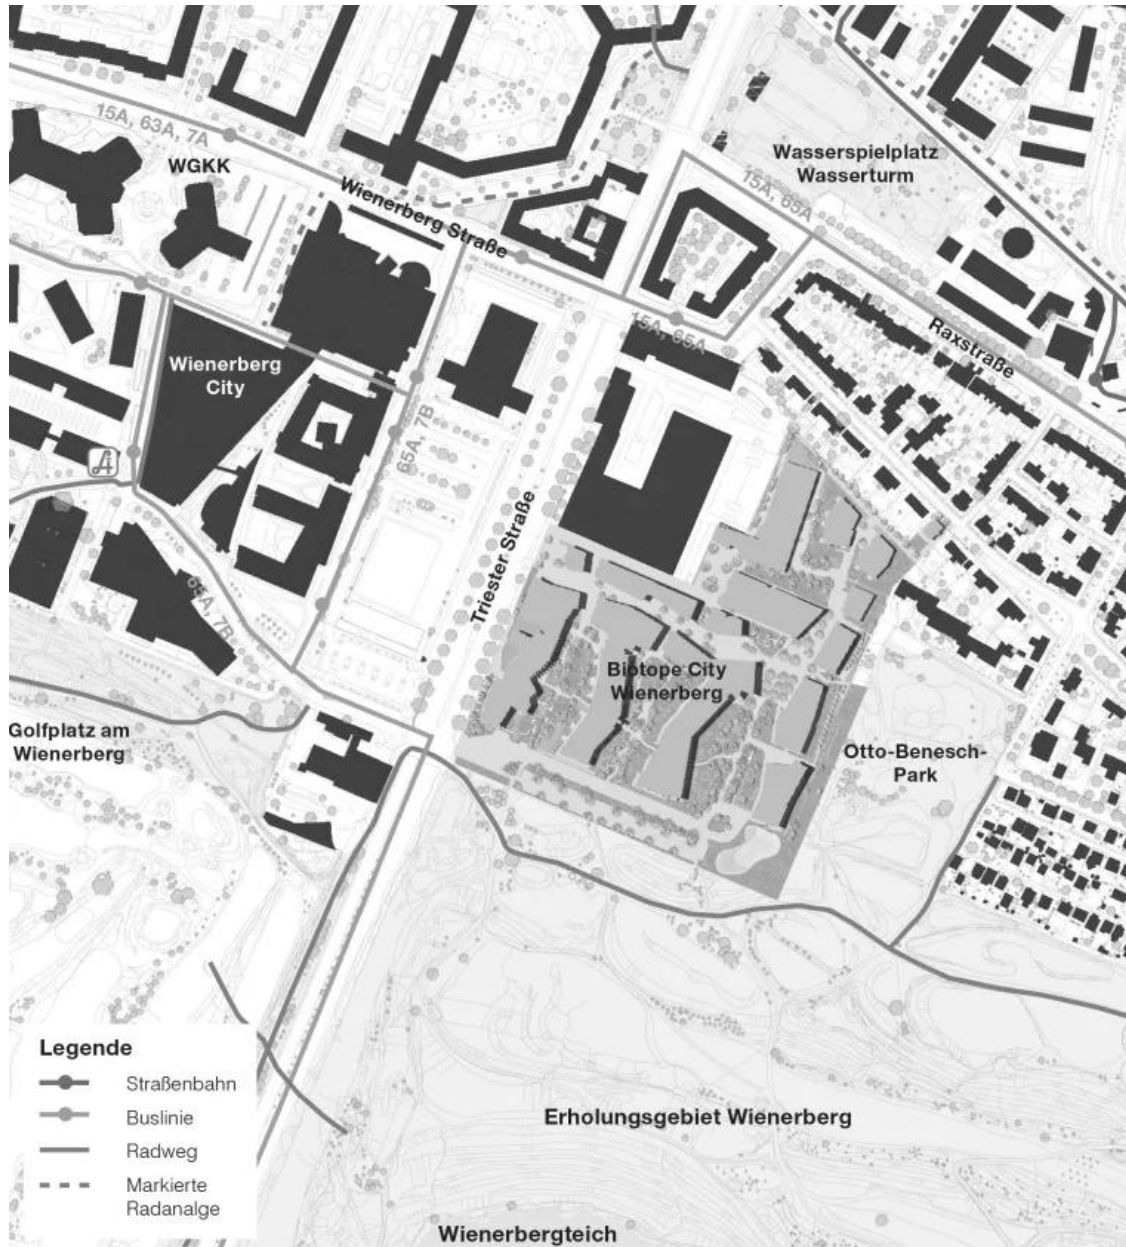 15A, 63A, 7A
WGKK
Wienerberg Straße
Wasserspielplatz
Wasserturm
15A, 65A
15A, 65A
Raxstraße
Wienerberg
City
65A, 7B
Triester Straße
65A, 7B
Biotope City
Wienerberg
Golfplatz am
Wienerberg
Otto-Benesch-
Park
Legende
Straßenbahn
Buslinie
Radweg
Markierte
Radanalge
Erholungsgebiet Wienerberg
Wienerbergteich